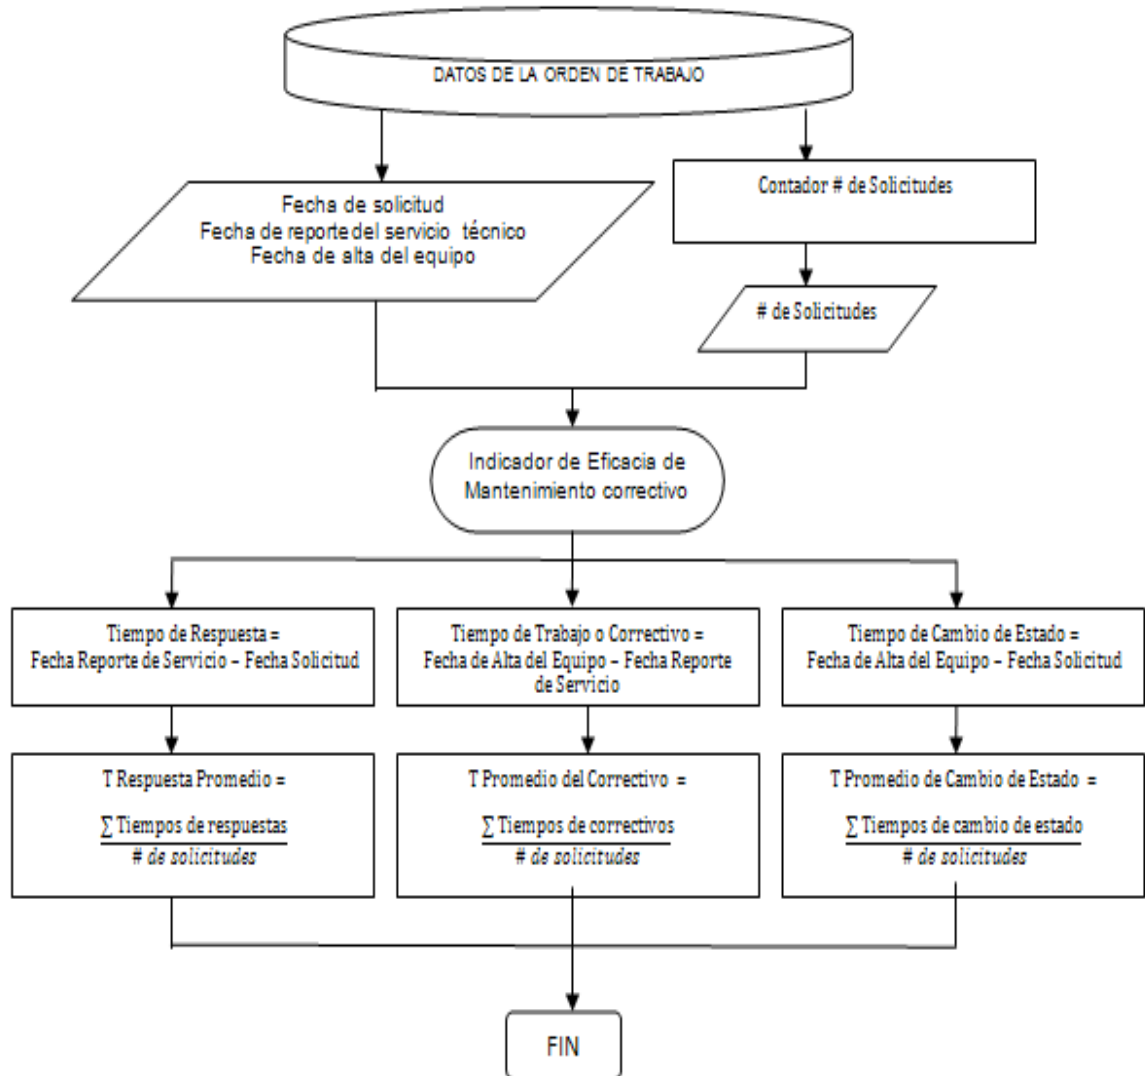 DATOS DE LA ORDEN DE TRABAJO
Fecha de solicitud
Fecha de reporte del servicio técnico
Fecha de alta del equipo
Contador # de Solicitudes
# de Solicitudes
Indicador de Eficacia de
Mantenimiento correctivo
Tiempo de Respuesta =
Fecha Reporte de Servicio – Fecha Solicitud
Tiempo de Trabajo o Correctivo =
Fecha de Alta del Equipo – Fecha Reporte
de Servicio
Tiempo de Cambio de Estado =
Fecha de Alta del Equipo – Fecha Solicitud
T Respuesta Promedio =
∑ Tiempos de respuestas
# de solicitudes
T Promedio del Correctivo =
∑ Tiempos de correctivos
# de solicitudes
T Promedio de Cambio de Estado =
∑ Tiempos de cambio de estado
# de solicitudes
FIN